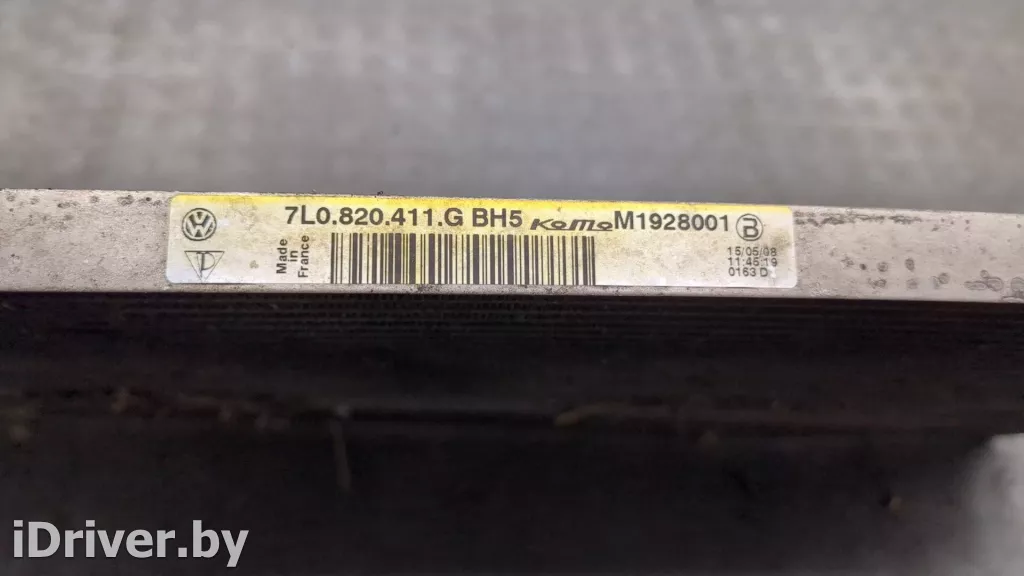 7L0.820.411.G BH5 KOMO M1928001 B
Made in France
15/05/08
11:45:19
0163 D
iDriver.by